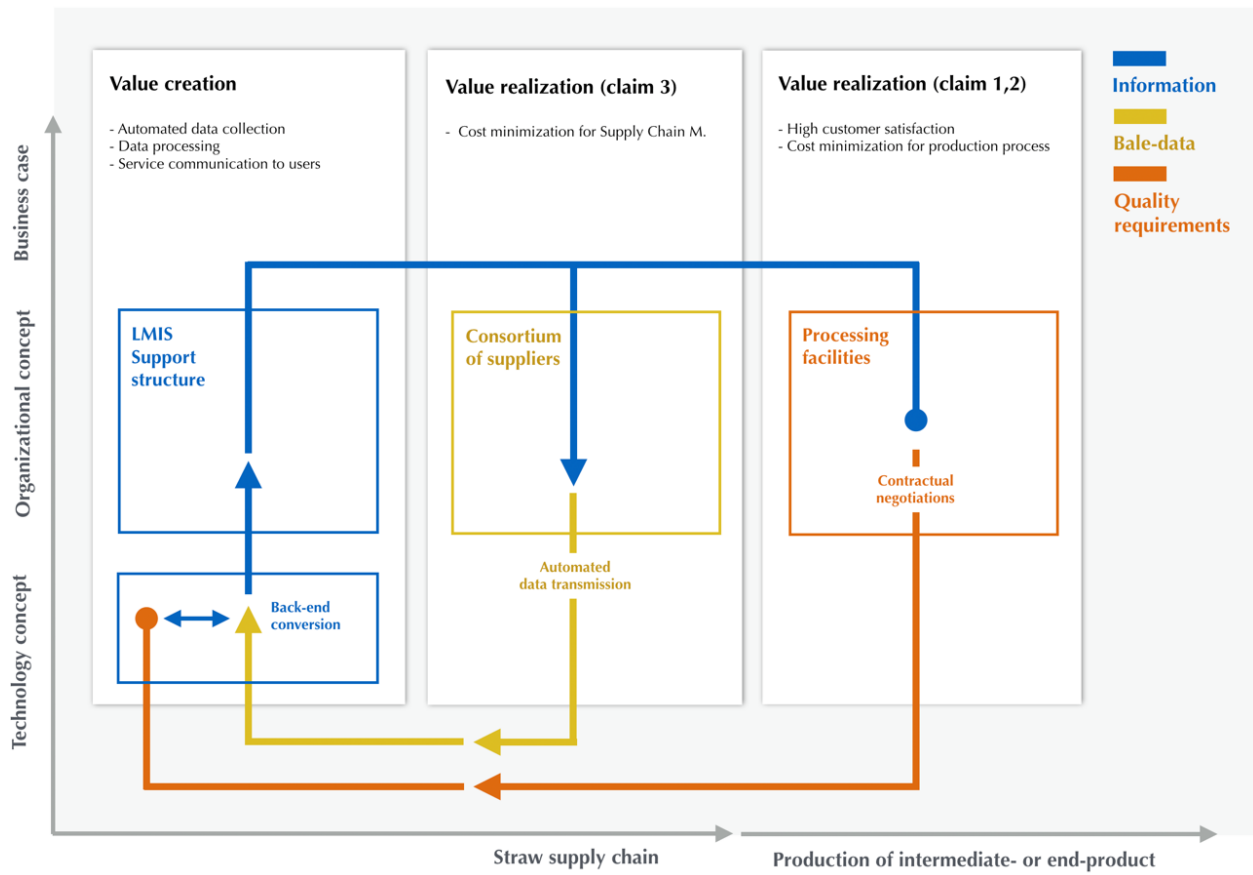 Value creation
- Automated data collection
- Data processing
- Service communication to users
Value realization (claim 3)
- Cost minimization for Supply Chain M.
Value realization (claim 1,2)
- High customer satisfaction
- Cost minimization for production process
Information
Bale-data
Quality
requirements
Business case
Organizational concept
Technology concept
LMIS
Support
structure
Consortium
of suppliers
Processing
facilities
Contractual
negotiations
Automated
data transmission
Back-end
conversion
Straw supply chain
Production of intermediate- or end-product